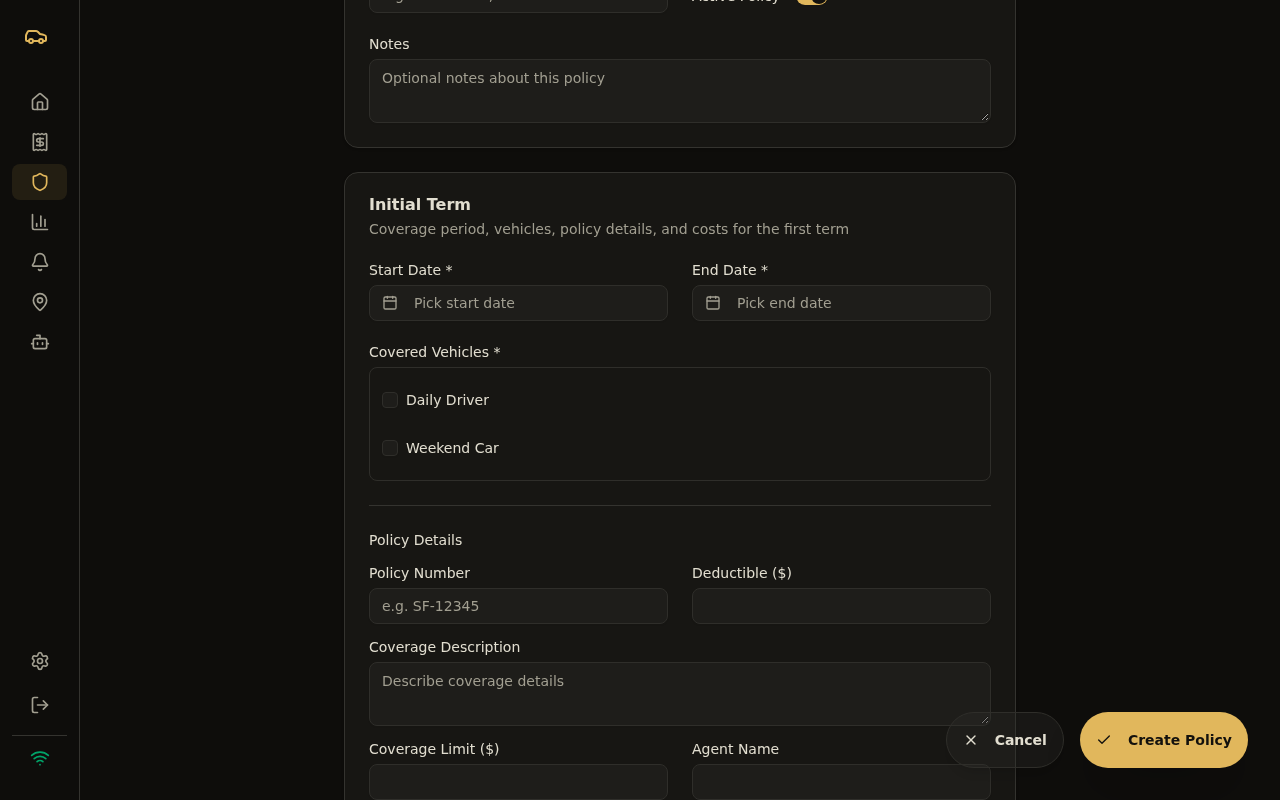 Notes
Optional notes about this policy
Initial Term
Coverage period, vehicles, policy details, and costs for the first term
Start Date * End Date *
Pick start date Pick end date
Covered Vehicles *
Daily Driver
Weekend Car
Policy Details
Policy Number Deductible ($)
e.g. SF-12345
Coverage Description
Describe coverage details
Cancel Create Policy
Coverage Limit ($) Agent Name